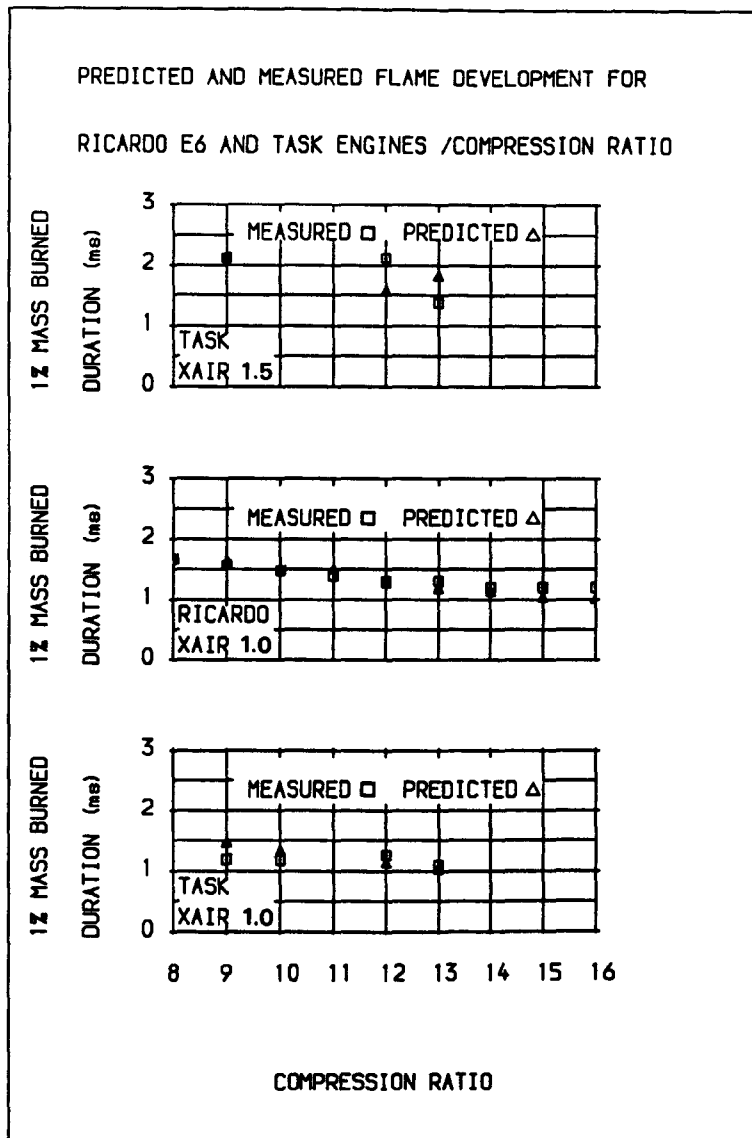 PREDICTED AND MEASURED FLAME DEVELOPMENT FOR
RICARDO E6 AND TASK ENGINES /COMPRESSION RATIO
1% MASS BURNED
DURATION (ms)
3
2
1
0
MEASURED □ PREDICTED △
TASK
XAIR 1.5
1% MASS BURNED
DURATION (ms)
3
2
1
0
MEASURED □ PREDICTED △
RICARDO
XAIR 1.0
1% MASS BURNED
DURATION (ms)
3
2
1
0
MEASURED □ PREDICTED △
TASK
XAIR 1.0
8 9 10 11 12 13 14 15 16
COMPRESSION RATIO